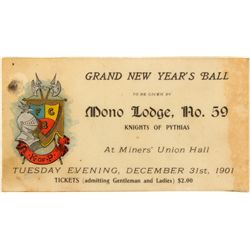 GRAND NEW YEAR'S BALL
TO BE GIVEN BY
Mono Lodge, No. 59
KNIGHTS OF PYTHIAS
At Miners' Union Hall
TUESDAY EVENING, DECEMBER 31st, 1901
TICKETS (admitting Gentleman and Ladies) $2.00
F
C
B
K. OF P.